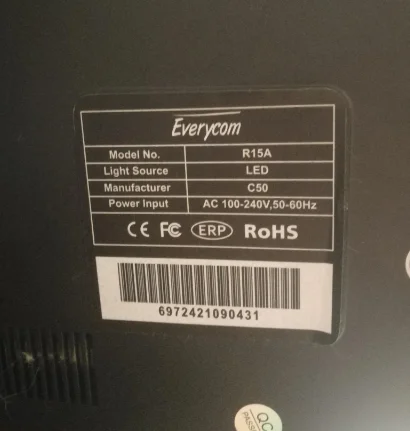 Everycom
Model No. R15A
Light Source LED
Manufacturer C50
Power Input AC 100-240V,50-60Hz
CE FC ERP RoHS
6972421090431
QC